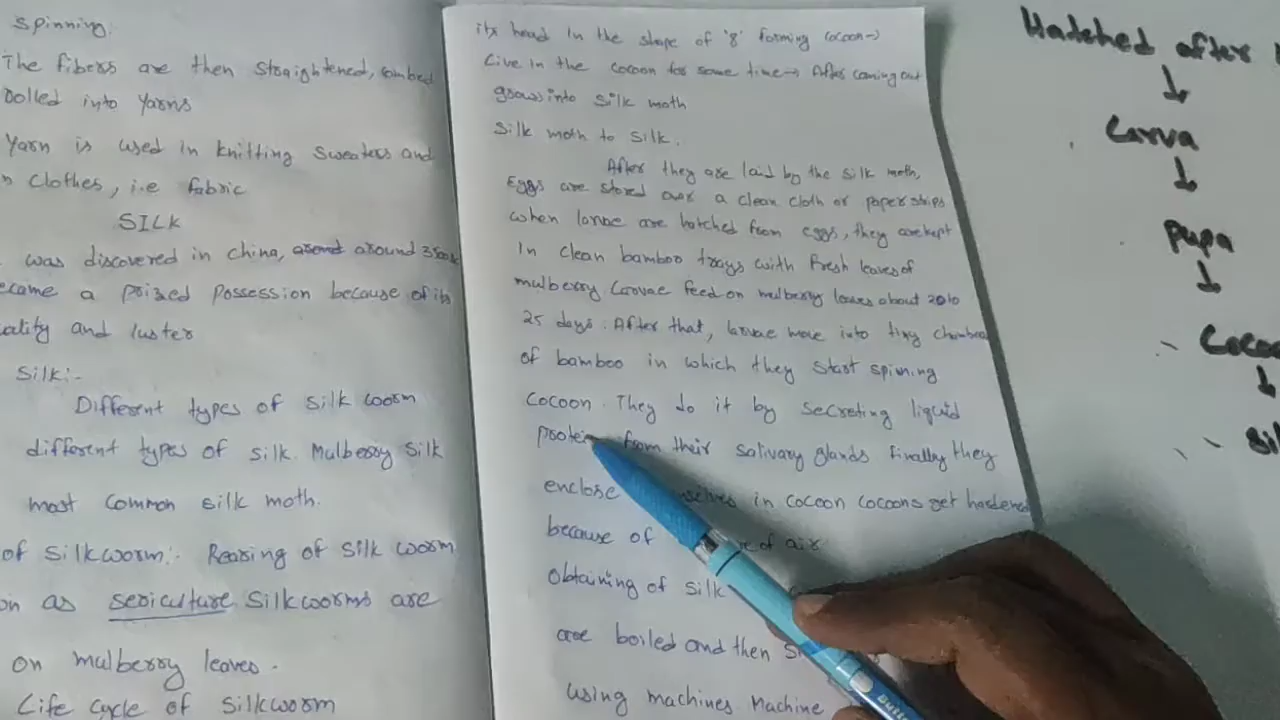 Spinning:
The fibers are then straightened, combed
rolled into Yarns
Yarn is used in knitting sweaters and
clothes, i.e fabric
SILK
was discovered in china, around around
became a prized possession because of its
and luster
Silk:-
Different types of silk worm
different types of silk. Mulberry silk
most common silk moth.
of silkworm:- Rearing of silk worm
as sericulture silkworms are
on mulberry leaves.
Life cycle of silkworm
its head in the shape of '8' forming cocoon→
Live in the cocoon for some time→ After coming out
grows into silk moth
Silk moth to silk.
After they are laid by the silk moth,
Eggs are stored over a clean cloth or paper strips
when larvae are hatched from eggs, they are kept
In clean bamboo trays with fresh leaves of
mulberry Larvae feed on mulberry leaves about 20 to
25 days. After that, larvae move into tiny chambers
of bamboo in which they start spinning
cocoon. They do it by secreting liquid
protein from their salivary glands finally they
enclose in cocoon cocoons get hardened
because of of air
Obtaining of silk
are boiled and then
using machines Machine
Hatched after
↓
Larva
↓
Pupa
↓
Cocoo
↓
Sil